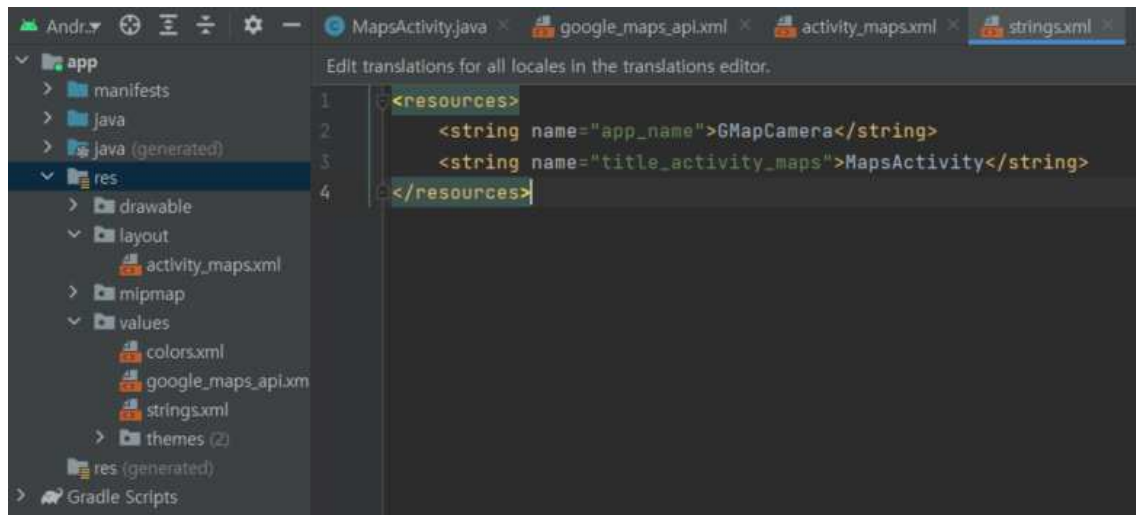 Andr..
MapsActivity.java
google_maps_api.xml
activity_maps.xml
strings.xml
app
Edit translations for all locales in the translations editor.
manifests
1 <resources>
java
2 <string name="app_name">GMapCamera</string>
java (generated)
3 <string name="title_activity_maps">MapsActivity</string>
res
4 </resources>
drawable
layout
activity_maps.xml
mipmap
values
colors.xml
google_maps_api.xm
strings.xml
themes (2)
res (generated)
Gradle Scripts